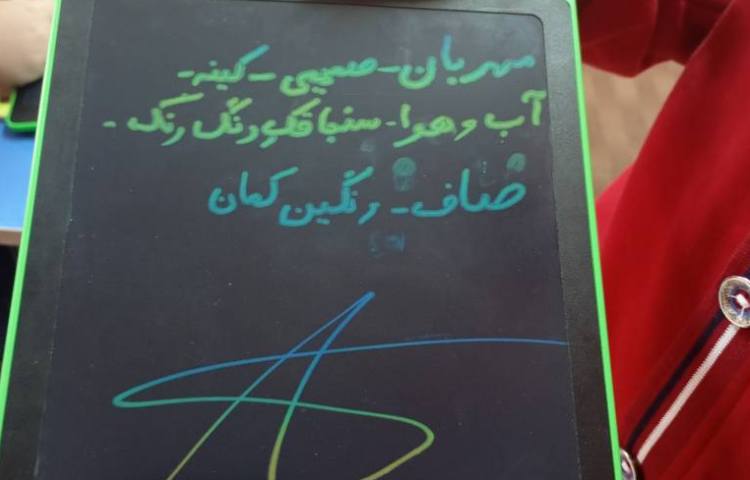 مهربان - صمیمی - کینه -
آب و هوا - سنجاقک رنگ رنگ -
صاف - رنگین کمان